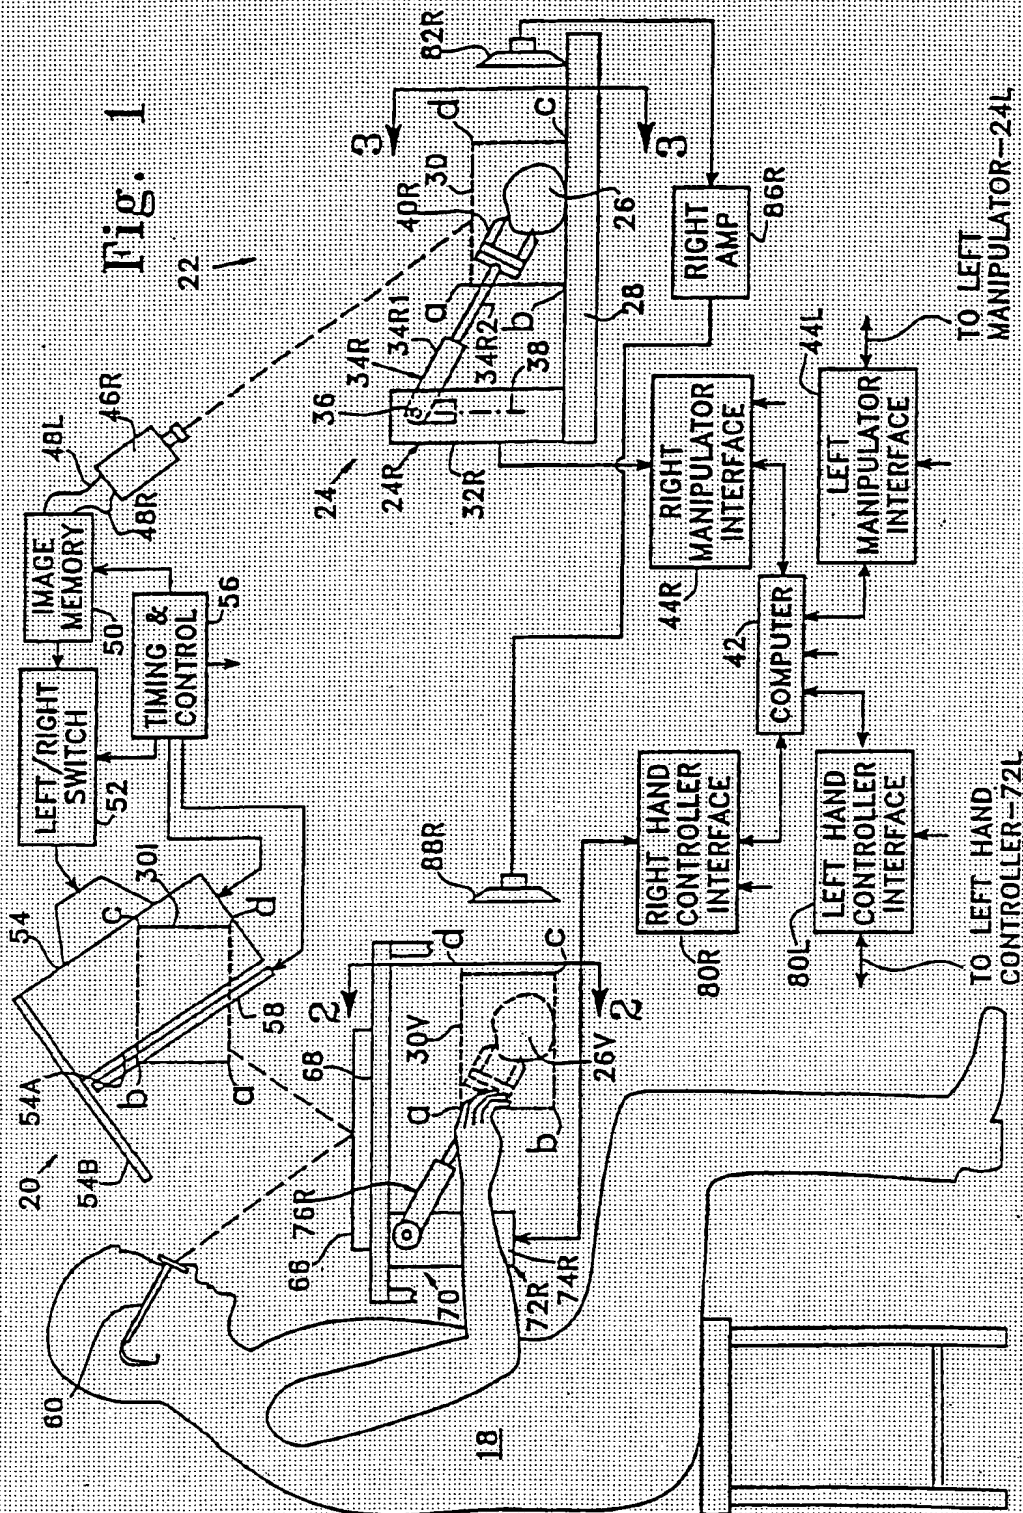 Fig. 1
22
20
54B
54A
54
b
a
c
30I
d
58
LEFT/RIGHT
SWITCH
52
IMAGE
MEMORY
50
TIMING &
CONTROL
56
48L
48R
46R
60
18
66
68
70
72R
74R
76R
2
2
30V
26V
a
b
c
d
88R
24
24R
32R
36
34R
34R1
34R2
38
a
b
c
d
30
40R
26
28
3
3
82R
RIGHT
AMP
86R
RIGHT
MANIPULATOR
INTERFACE
44R
COMPUTER
42
LEFT
MANIPULATOR
INTERFACE
44L
TO LEFT
MANIPULATOR-24L
RIGHT HAND
CONTROLLER
INTERFACE
80R
LEFT HAND
CONTROLLER
INTERFACE
80L
TO LEFT HAND
CONTROLLER-72L